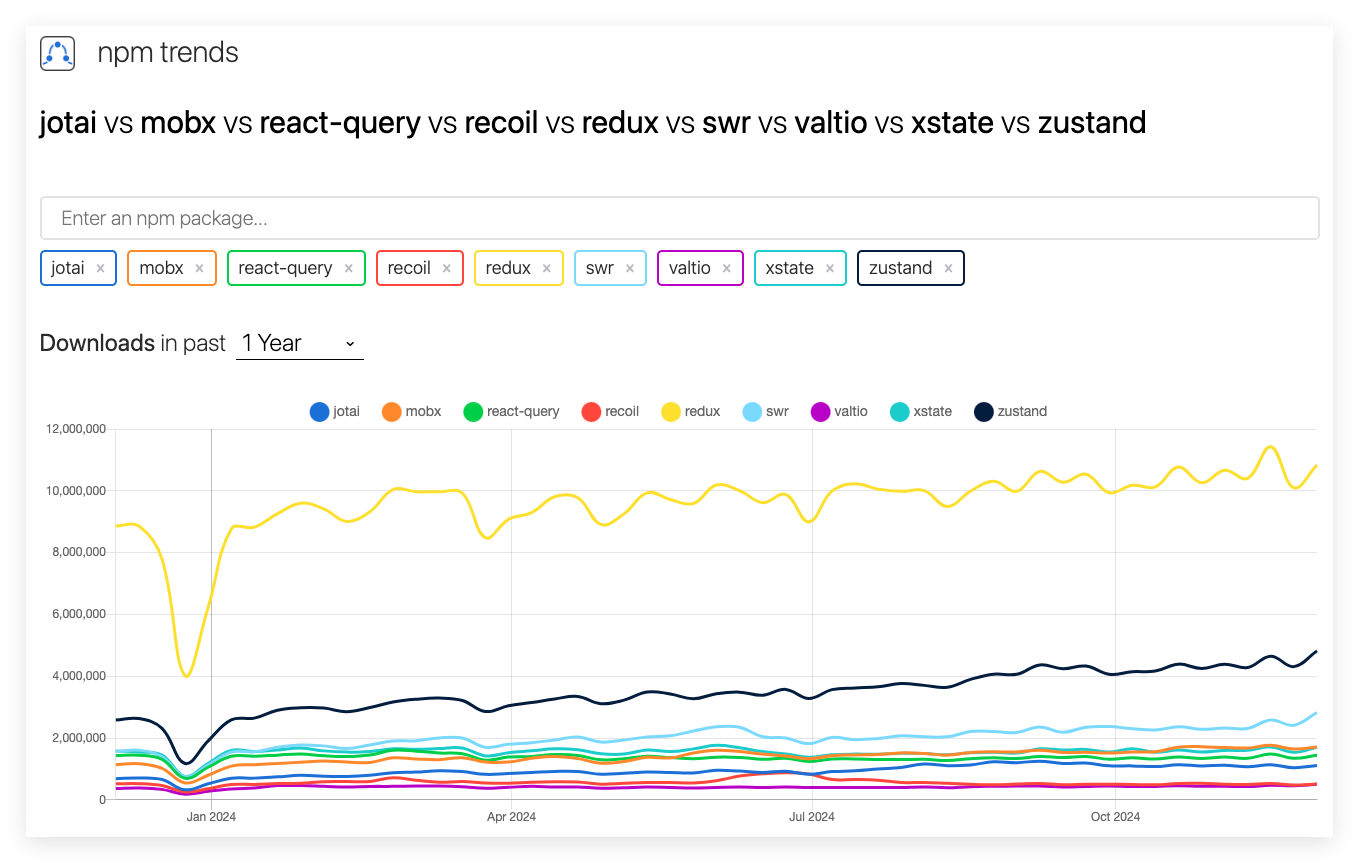 npm trends
jotai vs mobx vs react-query vs recoil vs redux vs swr vs valtio vs xstate vs zustand
Enter an npm package...
jotai × mobx × react-query × recoil × redux × swr × valtio × xstate × zustand ×
Downloads in past 1 Year
jotai mobx react-query recoil redux swr valtio xstate zustand
12,000,000
10,000,000
8,000,000
6,000,000
4,000,000
2,000,000
0
Jan 2024 Apr 2024 Jul 2024 Oct 2024